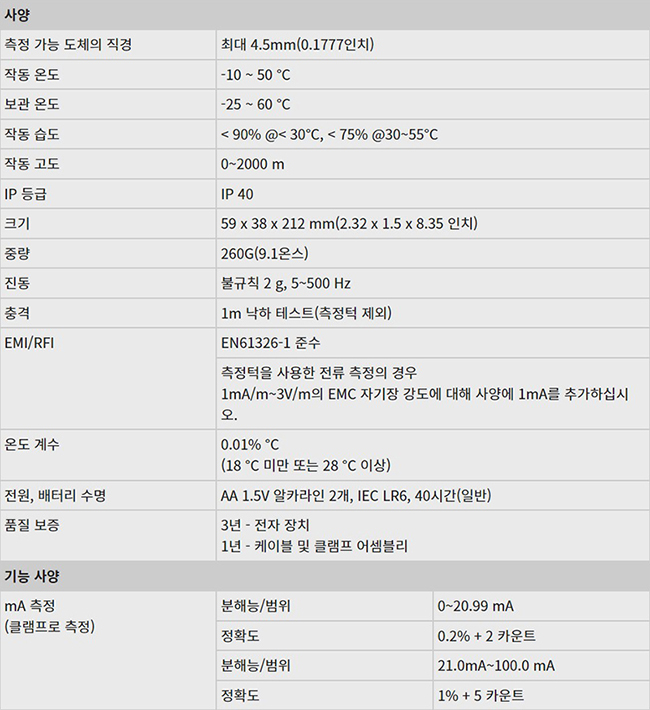 사양
측정 가능 도체의 직경 최대 4.5mm(0.1777인치)
작동 온도 -10 ~ 50 °C
보관 온도 -25 ~ 60 °C
작동 습도 < 90% @< 30°C, < 75% @30~55°C
작동 고도 0~2000 m
IP 등급 IP 40
크기 59 x 38 x 212 mm(2.32 x 1.5 x 8.35 인치)
중량 260G(9.1온스)
진동 불규칙 2 g, 5~500 Hz
충격 1m 낙하 테스트(측정턱 제외)
EMI/RFI EN61326-1 준수
측정턱을 사용한 전류 측정의 경우
1mA/m~3V/m의 EMC 자기장 강도에 대해 사양에 1mA를 추가하십시
오.
온도 계수 0.01% °C
(18 °C 미만 또는 28 °C 이상)
전원, 배터리 수명 AA 1.5V 알카라인 2개, IEC LR6, 40시간(일반)
품질 보증 3년 - 전자 장치
1년 - 케이블 및 클램프 어셈블리
기능 사양
mA 측정 분해능/범위 0~20.99 mA
(클램프로 측정)
정확도 0.2% + 2 카운트
분해능/범위 21.0mA~100.0 mA
정확도 1% + 5 카운트